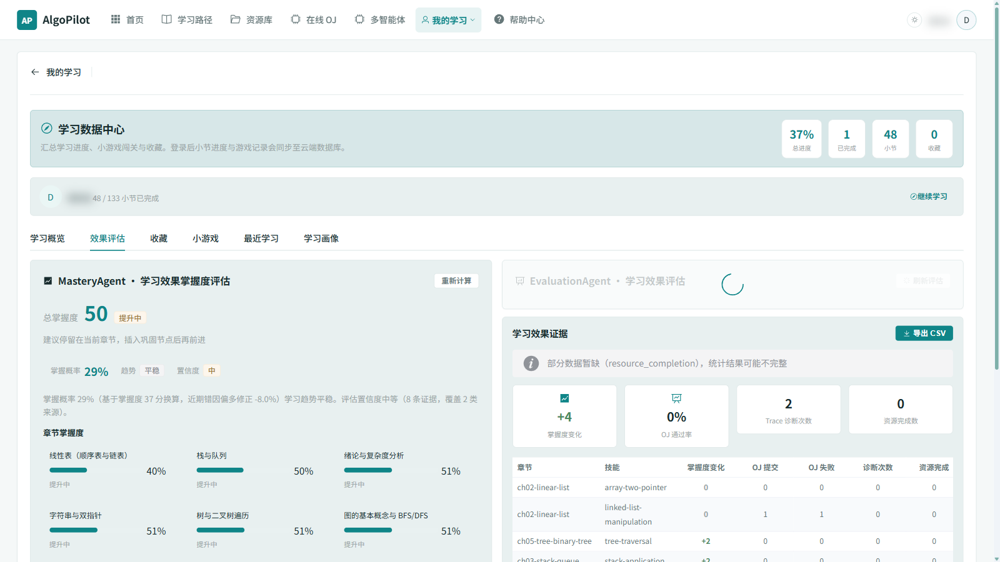 AP AlgoPilot 首页 学习路径 资源库 在线 OJ 多智能体 我的学习 帮助中心 D
我的学习
学习数据中心
汇总学习进度、小游戏闯关与收藏。登录后小节进度与游戏记录会同步至云端数据库。
37% 总进度
1 已完成
48 小节
0 收藏
D 48 / 133 小节已完成 继续学习
学习概览 效果评估 收藏 小游戏 最近学习 学习画像
MasteryAgent · 学习效果掌握度评估 重新计算
总掌握度 50 提升中
建议停留在当前章节，插入巩固节点后再前进
掌握概率 29% 趋势 平稳 置信度 中
掌握概率 29%（基于掌握度 37 分换算，近期错因偏多修正 -8.0%）学习趋势平稳。评估置信度中等（8 条证据，覆盖 2 类
来源）。
章节掌握度
线性表（顺序表与链表）
40%
提升中
栈与队列
50%
提升中
绪论与复杂度分析
51%
提升中
字符串与双指针
51%
提升中
树与二叉树遍历
51%
提升中
图的基本概念与 BFS/DFS
51%
提升中
EvaluationAgent · 学习效果评估 刷新评估
学习效果证据 导出 CSV
部分数据暂缺（resource_completion），统计结果可能不完整
+4
掌握度变化
0%
OJ 通过率
2
Trace 诊断次数
0
资源完成数
章节 技能 掌握度变化 OJ 提交 OJ 失败 诊断次数 资源完成
ch02-linear-list array-two-pointer 0 0 0 0 0
ch02-linear-list linked-list-manipulation 0 1 1 0 0
ch05-tree-binary-tree tree-traversal +2 0 0 0 0
ch03-stack-queue stack-application +2 0 0 0 0